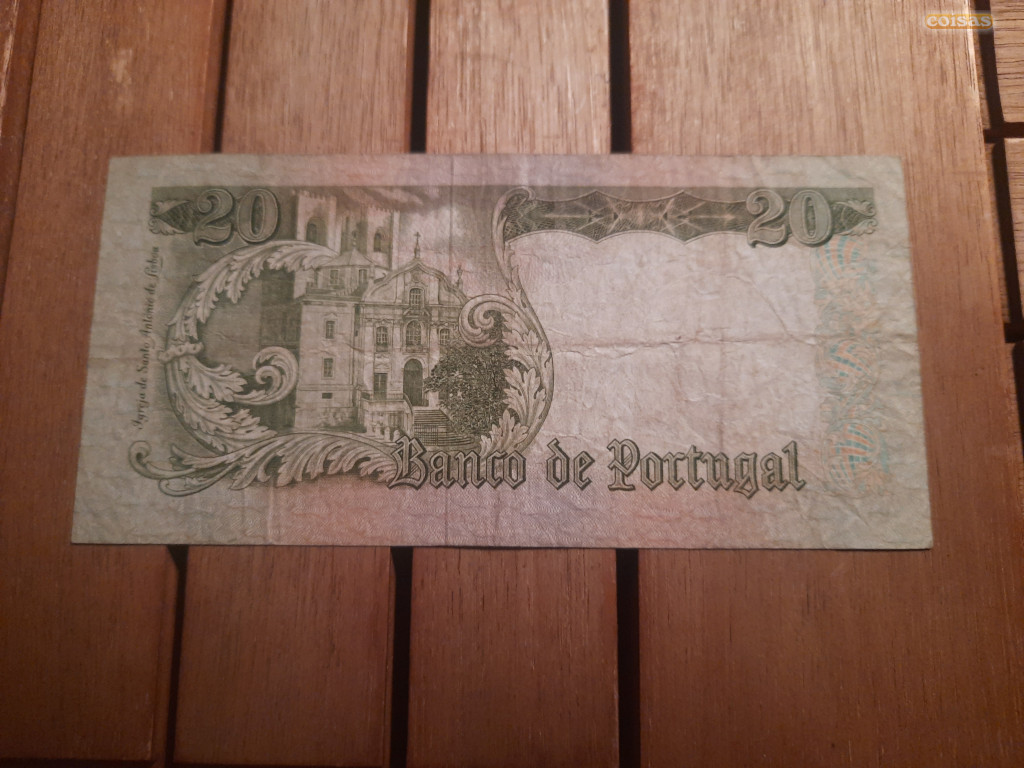 coisas
20
20
Igreja de Santo António de Lisboa
Banco de Portugal